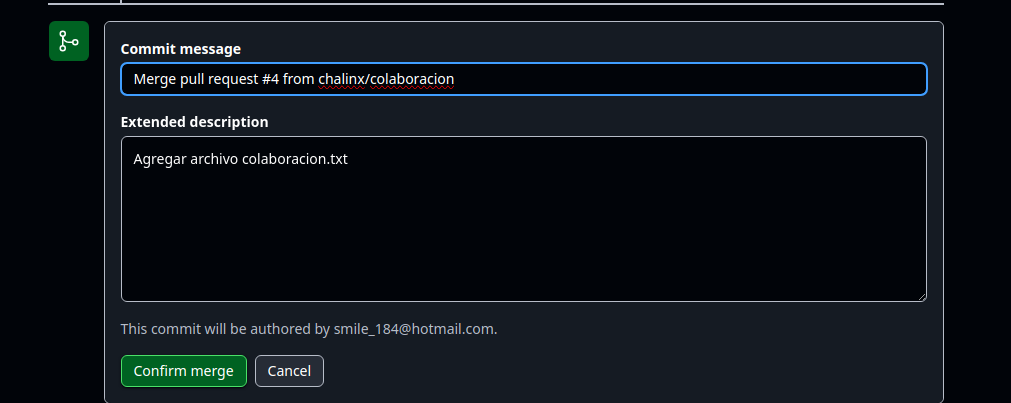 Commit message
Merge pull request #4 from chalinx/colaboracion
Extended description
Agregar archivo colaboracion.txt
This commit will be authored by smile_184@hotmail.com.
Confirm merge
Cancel